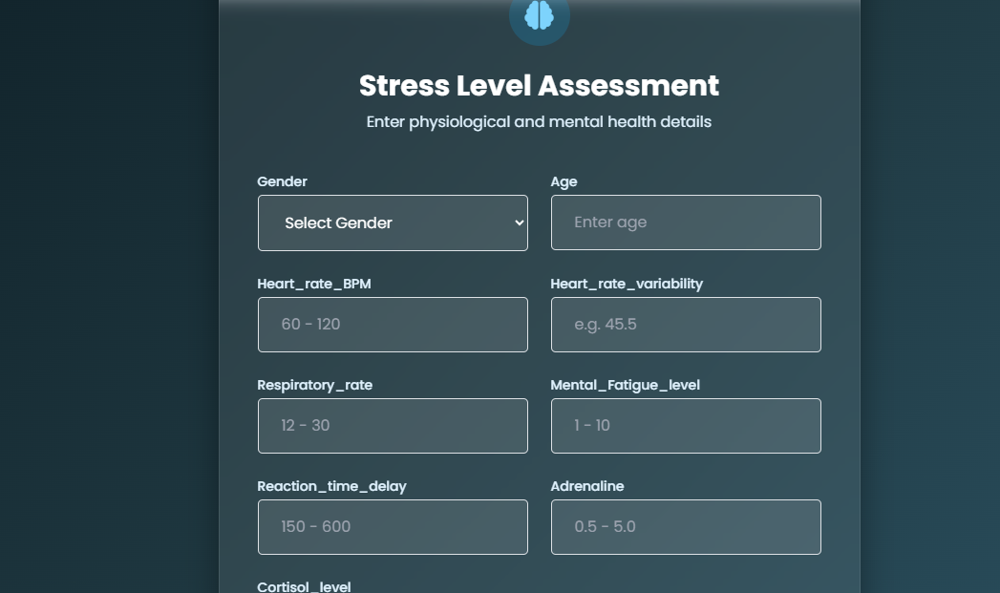 Stress Level Assessment
Enter physiological and mental health details
Gender
Age
Select Gender
Enter age
Heart_rate_BPM
Heart_rate_variability
60 - 120
e.g. 45.5
Respiratory_rate
Mental_Fatigue_level
12 - 30
1 - 10
Reaction_time_delay
Adrenaline
150 - 600
0.5 - 5.0
Cortisol_level